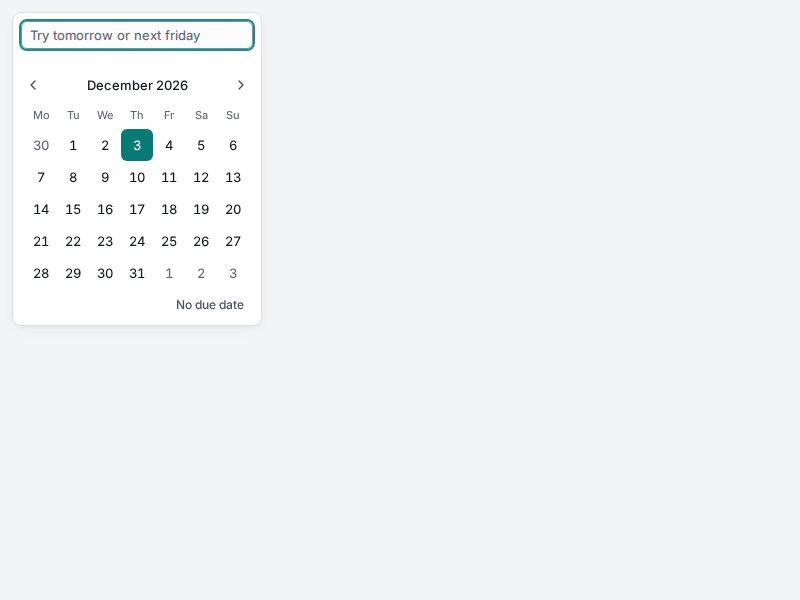 Try tomorrow or next friday
December 2026
Mo Tu We Th Fr Sa Su
30 1 2 3 4 5 6
7 8 9 10 11 12 13
14 15 16 17 18 19 20
21 22 23 24 25 26 27
28 29 30 31 1 2 3
No due date